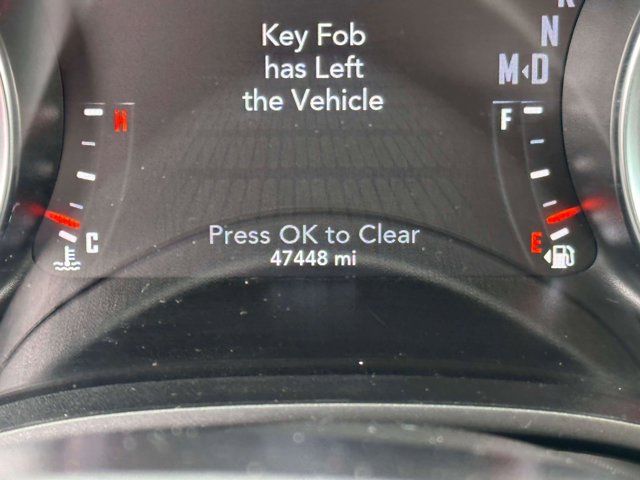 Key Fob
has Left
the Vehicle
R
N
M◂D
H
F
C
E
Press OK to Clear
47448 mi